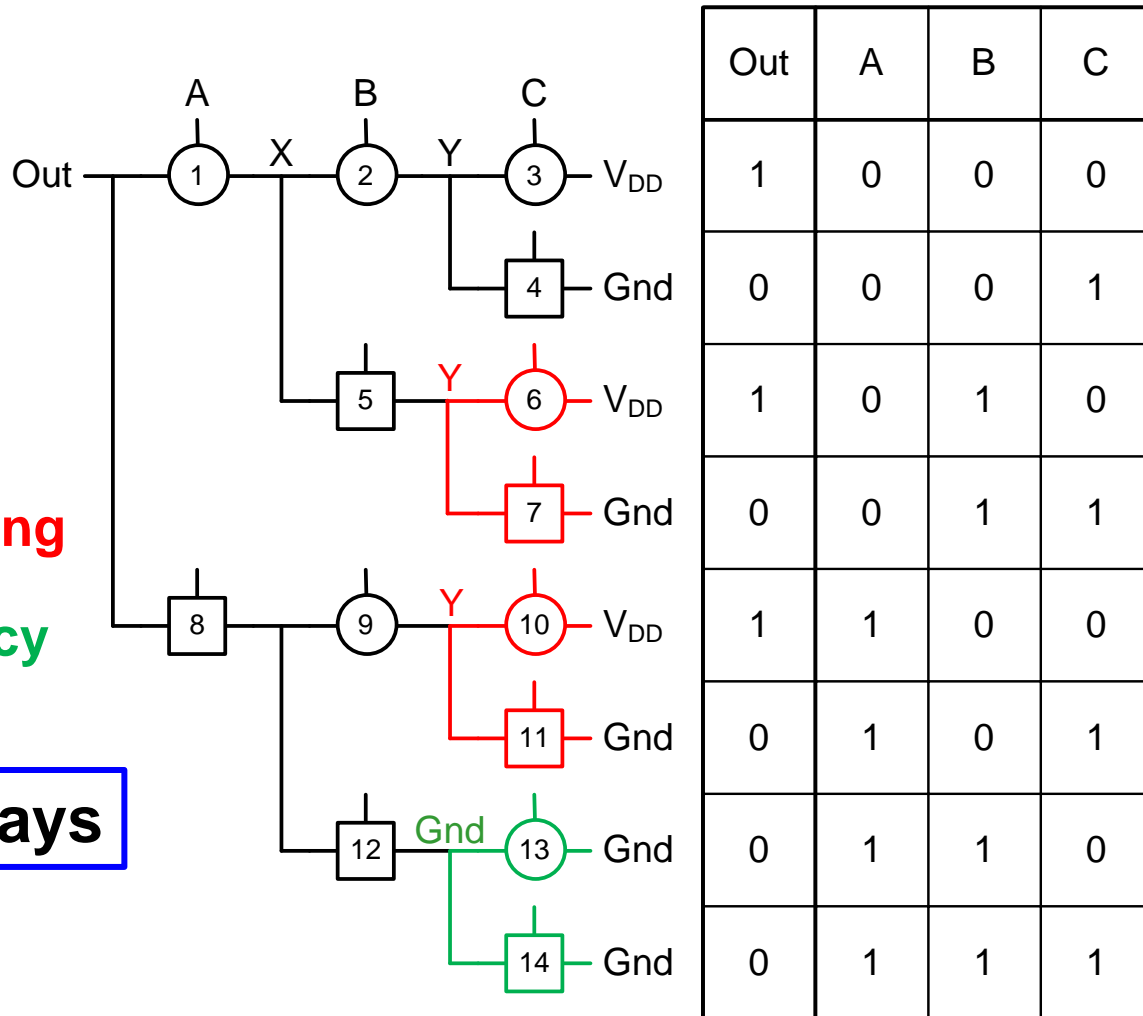 Out A B C
A B C
Out 1 X 2 Y 3 VDD 1 0 0 0
4 Gnd 0 0 0 1
5 Y 6 VDD 1 0 1 0
7 Gnd 0 0 1 1
ng
8 9 Y 10 VDD 1 1 0 0
cy
11 Gnd 0 1 0 1
ays
12 Gnd 13 Gnd 0 1 1 0
14 Gnd 0 1 1 1